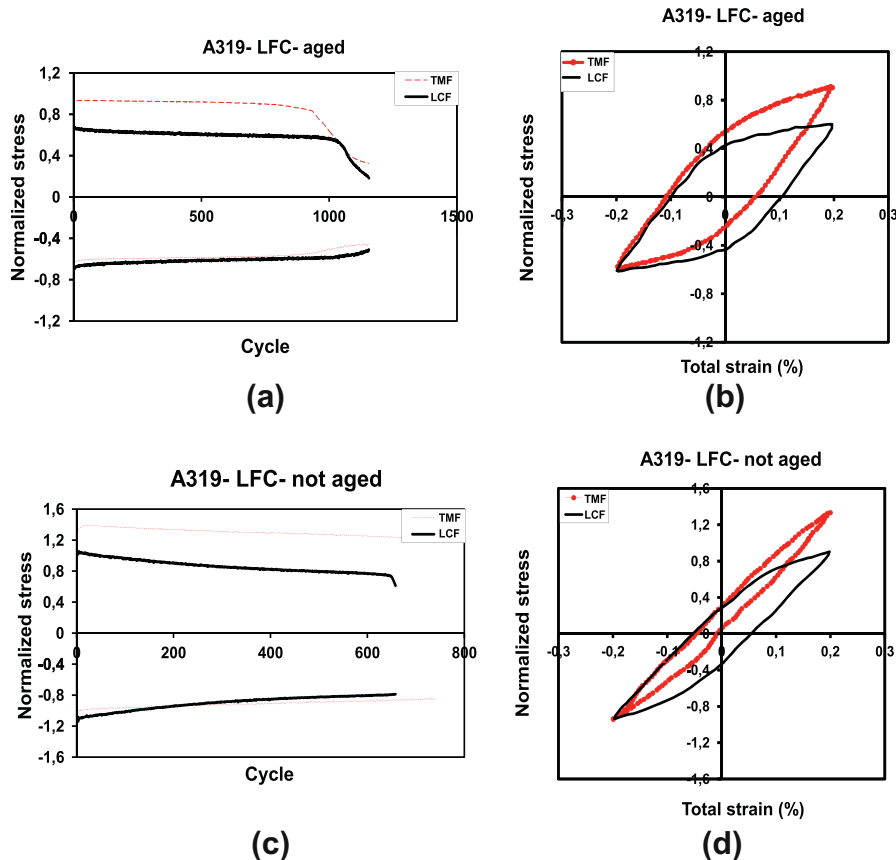 A319- LFC- aged
1,2
0,8
0,4
0
-0,4
-0,8
-1,2
0
500
1000
1500
TMF
LCF
Normalized stress
Cycle
(a)
A319- LFC- aged
1,2
0,8
0,4
0
-0,4
-0,8
-1,2
-0,3
-0,2
-0,1
0
0,1
0,2
0,3
TMF
LCF
Normalized stress
Total strain (%)
(b)
A319- LFC- not aged
1,6
1,2
0,8
0,4
0
-0,4
-0,8
-1,2
-1,6
0
200
400
600
800
TMF
LCF
Normalized stress
Cycle
(c)
A319- LFC- not aged
1,6
1,2
0,8
0,4
0
-0,4
-0,8
-1,2
-1,6
-0,3
-0,2
-0,1
0
0,1
0,2
0,3
TMF
LCF
Normalized stress
Total strain (%)
(d)